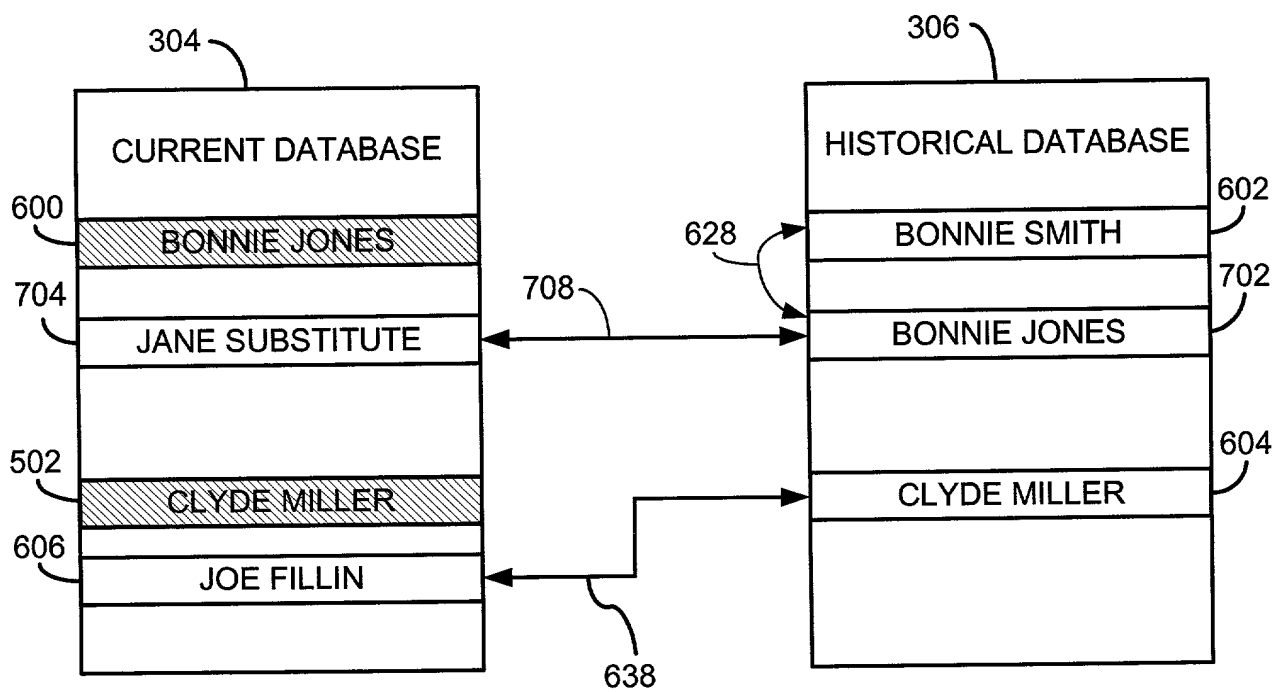 304
306
CURRENT DATABASE
HISTORICAL DATABASE
600
BONNIE JONES
628
BONNIE SMITH
602
704
JANE SUBSTITUTE
708
BONNIE JONES
702
502
CLYDE MILLER
CLYDE MILLER
604
606
JOE FILLIN
638